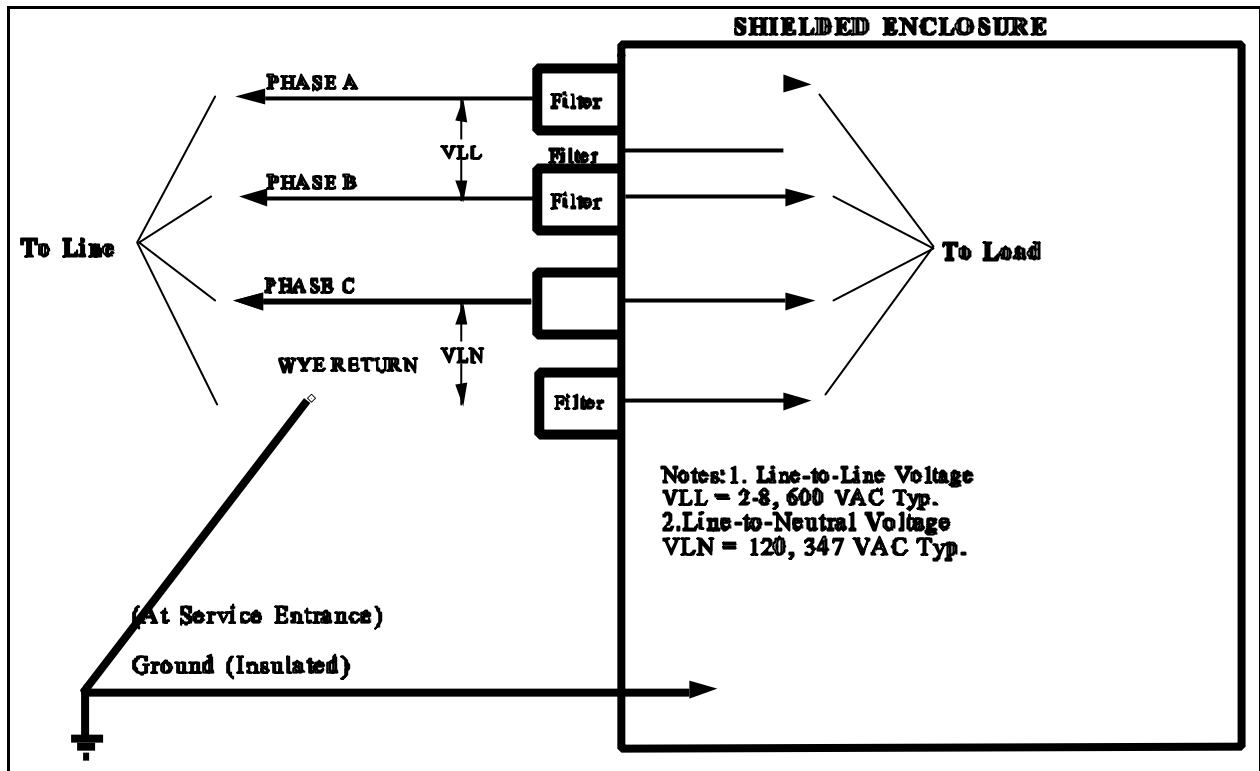 SHIELDED ENCLOSURE
PHASE A
Filter
VLL
Filter
PHASE B
Filter
To Line
To Load
PHASE C
WYE RETURN
VLN
Filter
Notes:1. Line-to-Line Voltage
VLL = 2-8, 600 VAC Typ.
2.Line-to-Neutral Voltage
VLN = 120, 347 VAC Typ.
(At Service Entrance)
Ground (Insulated)